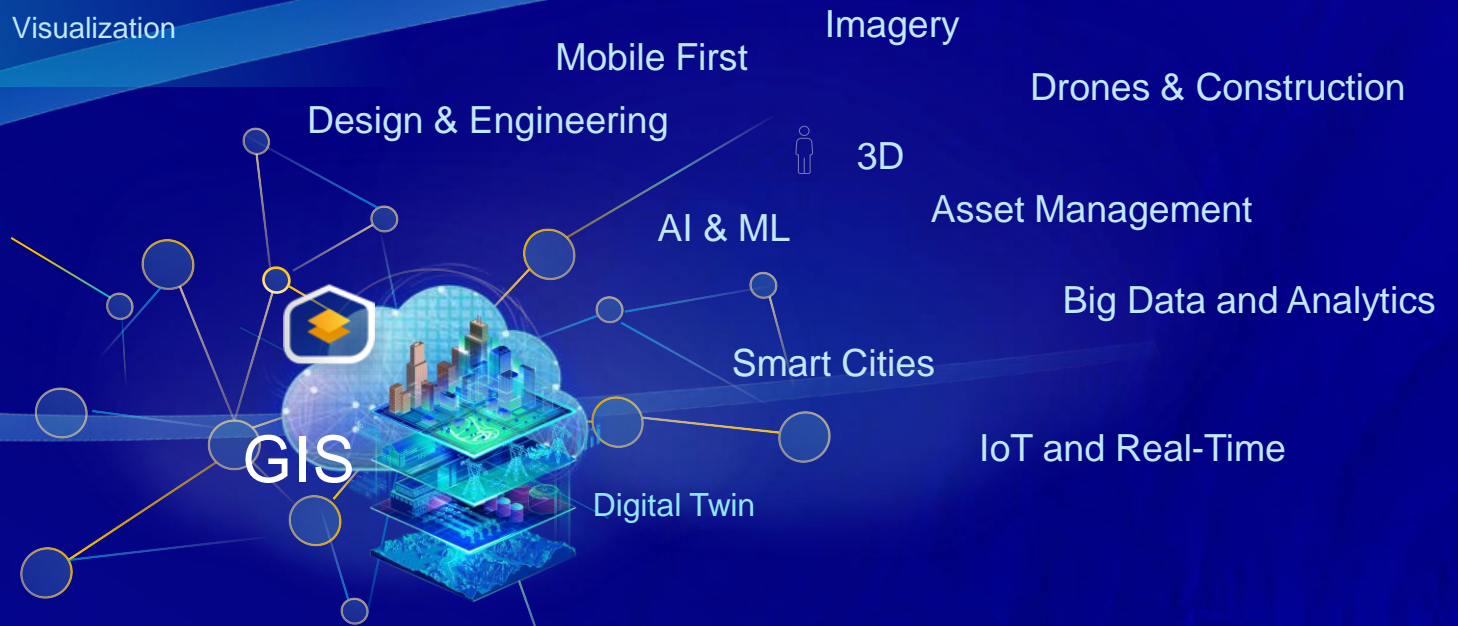 Visualization
Imagery
Mobile First
Drones & Construction
Design & Engineering
3D
Asset Management
AI & ML
Big Data and Analytics
Smart Cities
GIS
IoT and Real-Time
Digital Twin